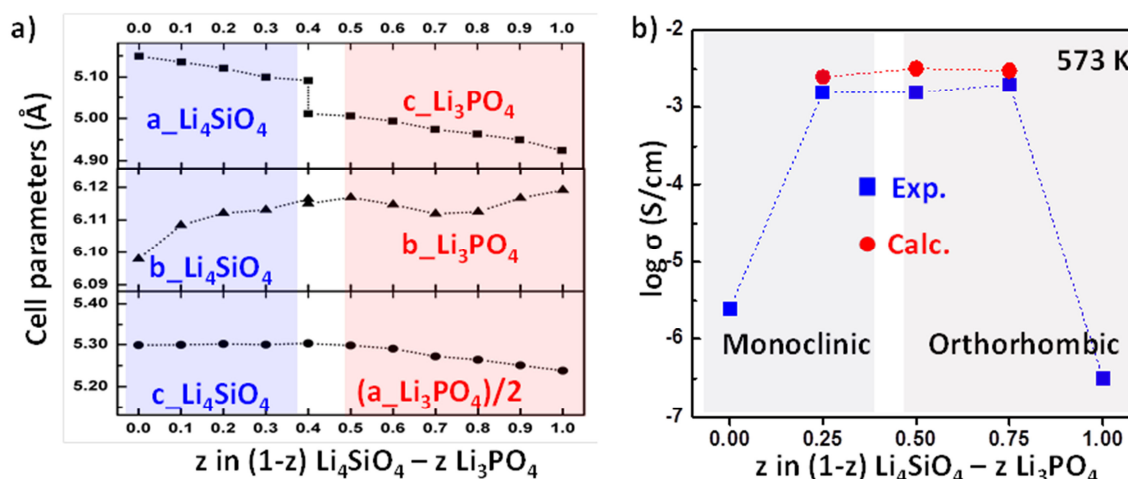 a)
0.0 0.1 0.2 0.3 0.4 0.5 0.6 0.7 0.8 0.9 1.0
Cell parameters (Å)
5.10
5.00
4.90
a_Li₄SiO₄
c_Li₃PO₄
6.12
6.11
6.10
6.09
b_Li₄SiO₄
b_Li₃PO₄
5.40
5.30
5.20
c_Li₄SiO₄
(a_Li₃PO₄)/2
0.0 0.1 0.2 0.3 0.4 0.5 0.6 0.7 0.8 0.9 1.0
z in (1-z) Li₄SiO₄ – z Li₃PO₄
b)
log σ (S/cm)
-2
-3
-4
-5
-6
-7
573 K
Exp.
Calc.
Monoclinic
Orthorhombic
0.00 0.25 0.50 0.75 1.00
z in (1-z) Li₄SiO₄ – z Li₃PO₄